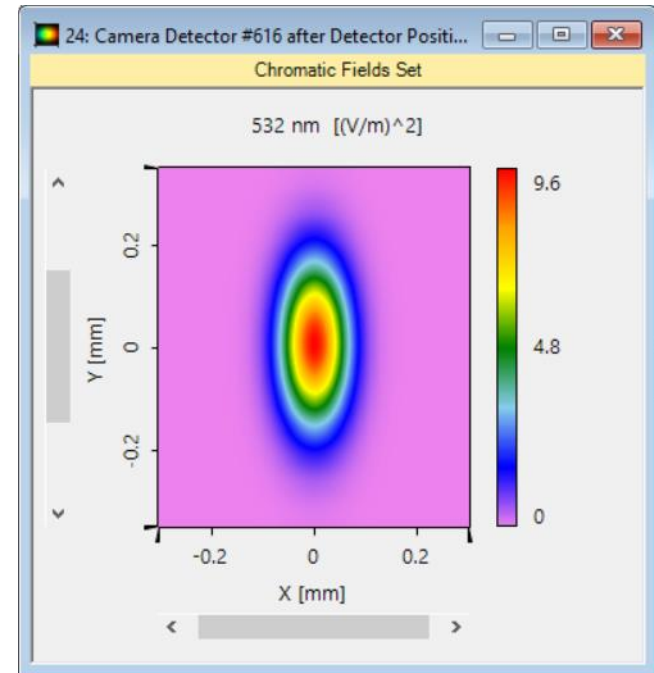 24: Camera Detector #616 after Detector Positi...
Chromatic Fields Set
532 nm [(V/m)^2]
9.6
4.8
0
Y [mm]
0.2
0
-0.2
-0.2
0
0.2
X [mm]